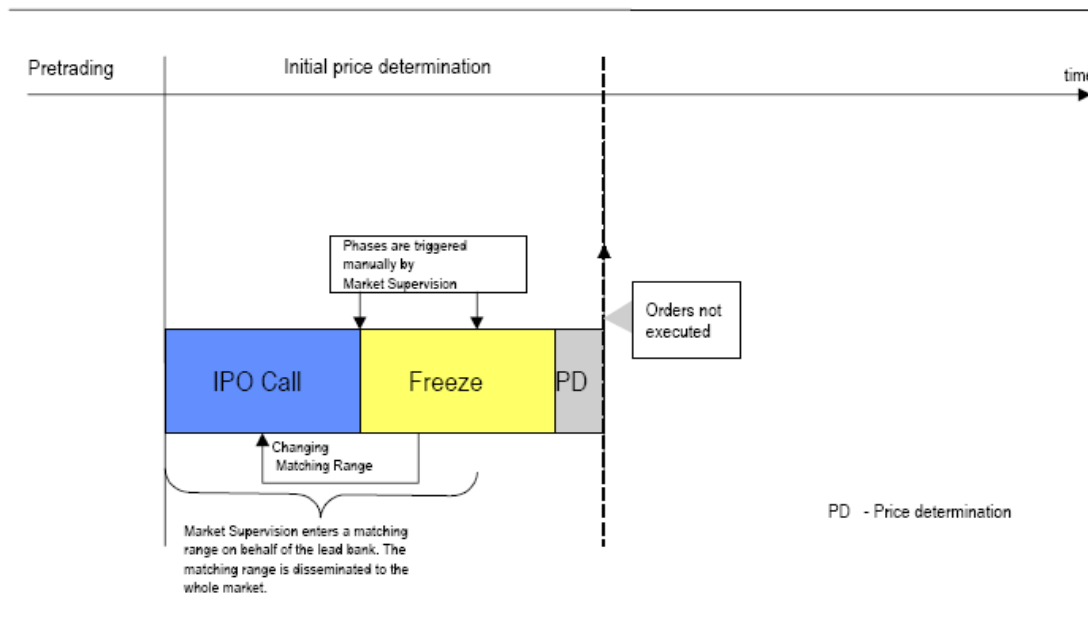 Pretrading
Initial price determination
time
Phases are triggered
manually by
Market Supervision
Orders not
executed
IPO Call
Freeze
PD
Changing
Matching Range
Market Supervision enters a matching
range on behalf of the lead bank. The
matching range is disseminated to the
whole market.
PD - Price determination